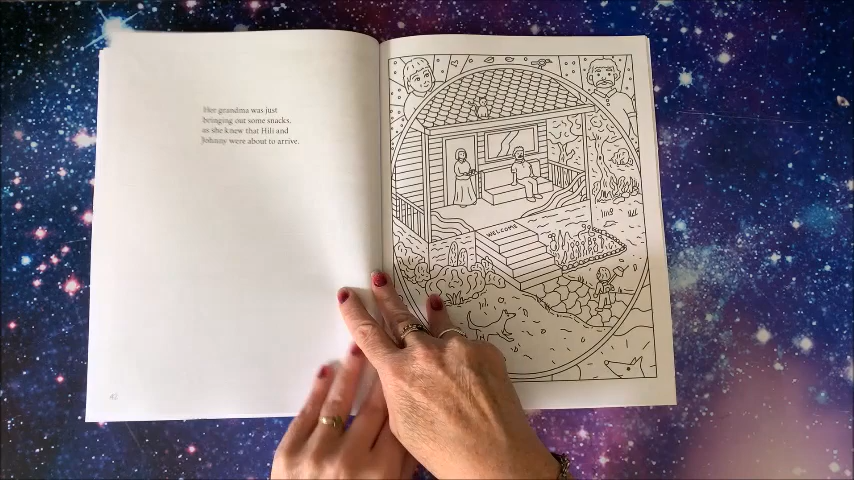 Her grandma was just
bringing out some snacks,
as she knew that Hili and
Johnny were about to arrive.
42
WELCOME